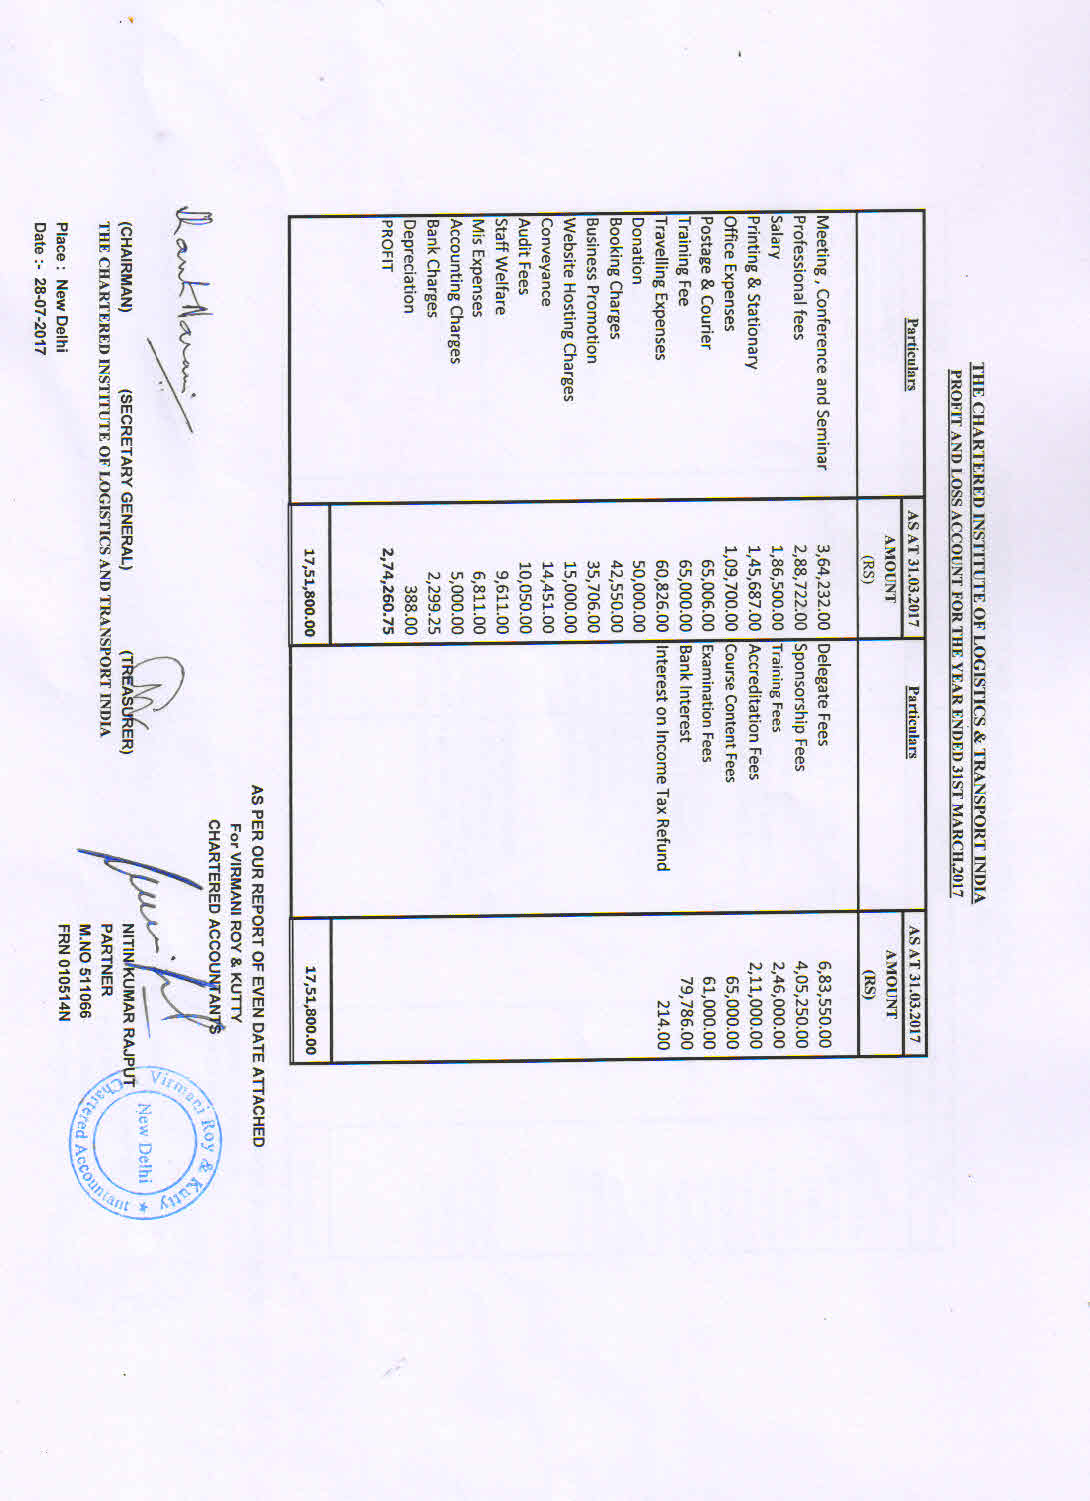 THE CHARTERED INSTITUTE OF LOGISTICS & TRANSPORT INDIA
PROFIT AND LOSS ACCOUNT FOR THE YEAR ENDED 31ST MARCH,2017
Particulars AS AT 31.03.2017 Particulars AS AT 31.03.2017
AMOUNT AMOUNT
(RS) (RS)
Meeting , Conference and Seminar 3,64,232.00 Delegate Fees 6,83,550.00
Professional fees 2,88,722.00 Sponsorship Fees 4,05,250.00
Salary 1,86,500.00 Training Fees 2,46,000.00
Printing & Stationary 1,45,687.00 Accreditation Fees 2,11,000.00
Office Expenses 1,09,700.00 Course Content Fees 65,000.00
Postage & Courier 65,006.00 Examination Fees 61,000.00
Training Fee 65,000.00 Bank Interest 79,786.00
Travelling Expenses 60,826.00 Interest on Income Tax Refund 214.00
Donation 50,000.00
Booking Charges 42,550.00
Business Promotion 35,706.00
Website Hosting Charges 15,000.00
Conveyance 14,451.00
Audit Fees 10,050.00
Staff Welfare 9,611.00
Mis Expenses 6,811.00
Accounting Charges 5,000.00
Bank Charges 2,299.25
Depreciation 388.00
PROFIT 2,74,260.75
17,51,800.00 17,51,800.00
AS PER OUR REPORT OF EVEN DATE ATTACHED
For VIRMANI ROY & KUTTY
CHARTERED ACCOUNTANTS
(CHAIRMAN) (SECRETARY GENERAL) (TREASURER)
THE CHARTERED INSTITUTE OF LOGISTICS AND TRANSPORT INDIA
NITIN KUMAR RAJPUT
PARTNER
M.NO 511066
FRN 010514N
Place : New Delhi
Date :- 28-07-2017
Virmani Roy & Kutty
New Delhi
Chartered Accountant